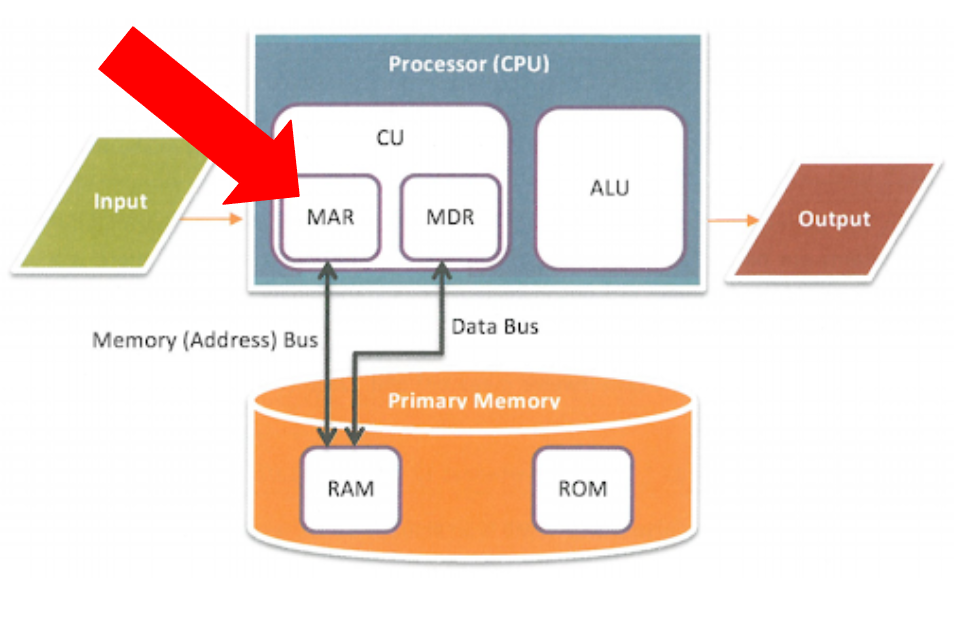 Processor (CPU)
CU
Input
MAR
MDR
ALU
Output
Memory (Address) Bus
Data Bus
Primary Memory
RAM
ROM